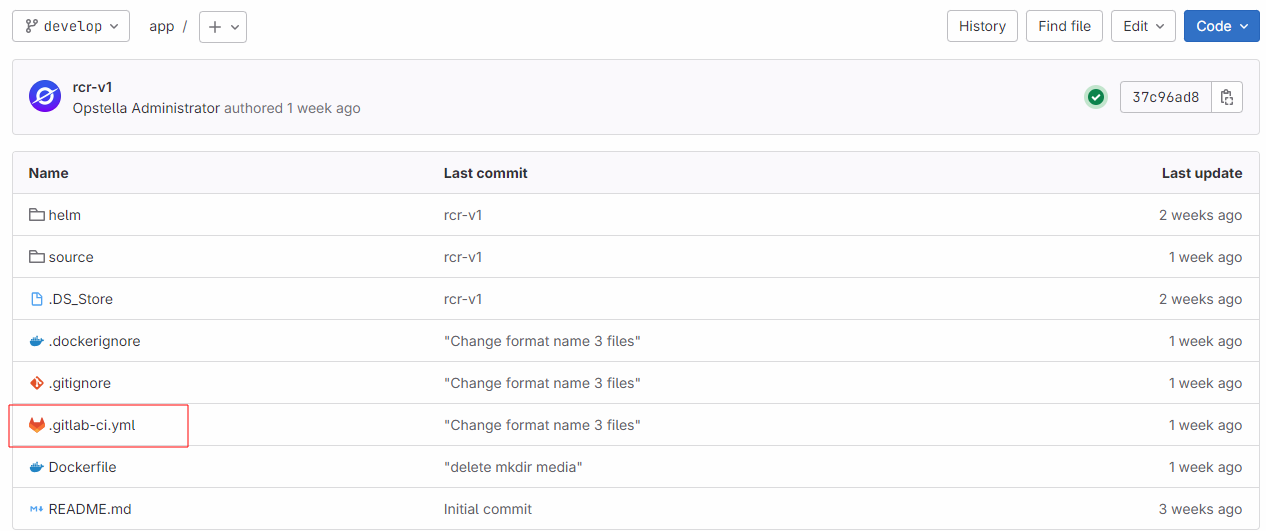 develop app / + History Find file Edit Code
rcr-v1
Opstella Administrator authored 1 week ago
37c96ad8
Name Last commit Last update
helm rcr-v1 2 weeks ago
source rcr-v1 1 week ago
.DS_Store rcr-v1 2 weeks ago
.dockerignore "Change format name 3 files" 1 week ago
.gitignore "Change format name 3 files" 1 week ago
.gitlab-ci.yml "Change format name 3 files" 1 week ago
Dockerfile "delete mkdir media" 1 week ago
README.md Initial commit 3 weeks ago